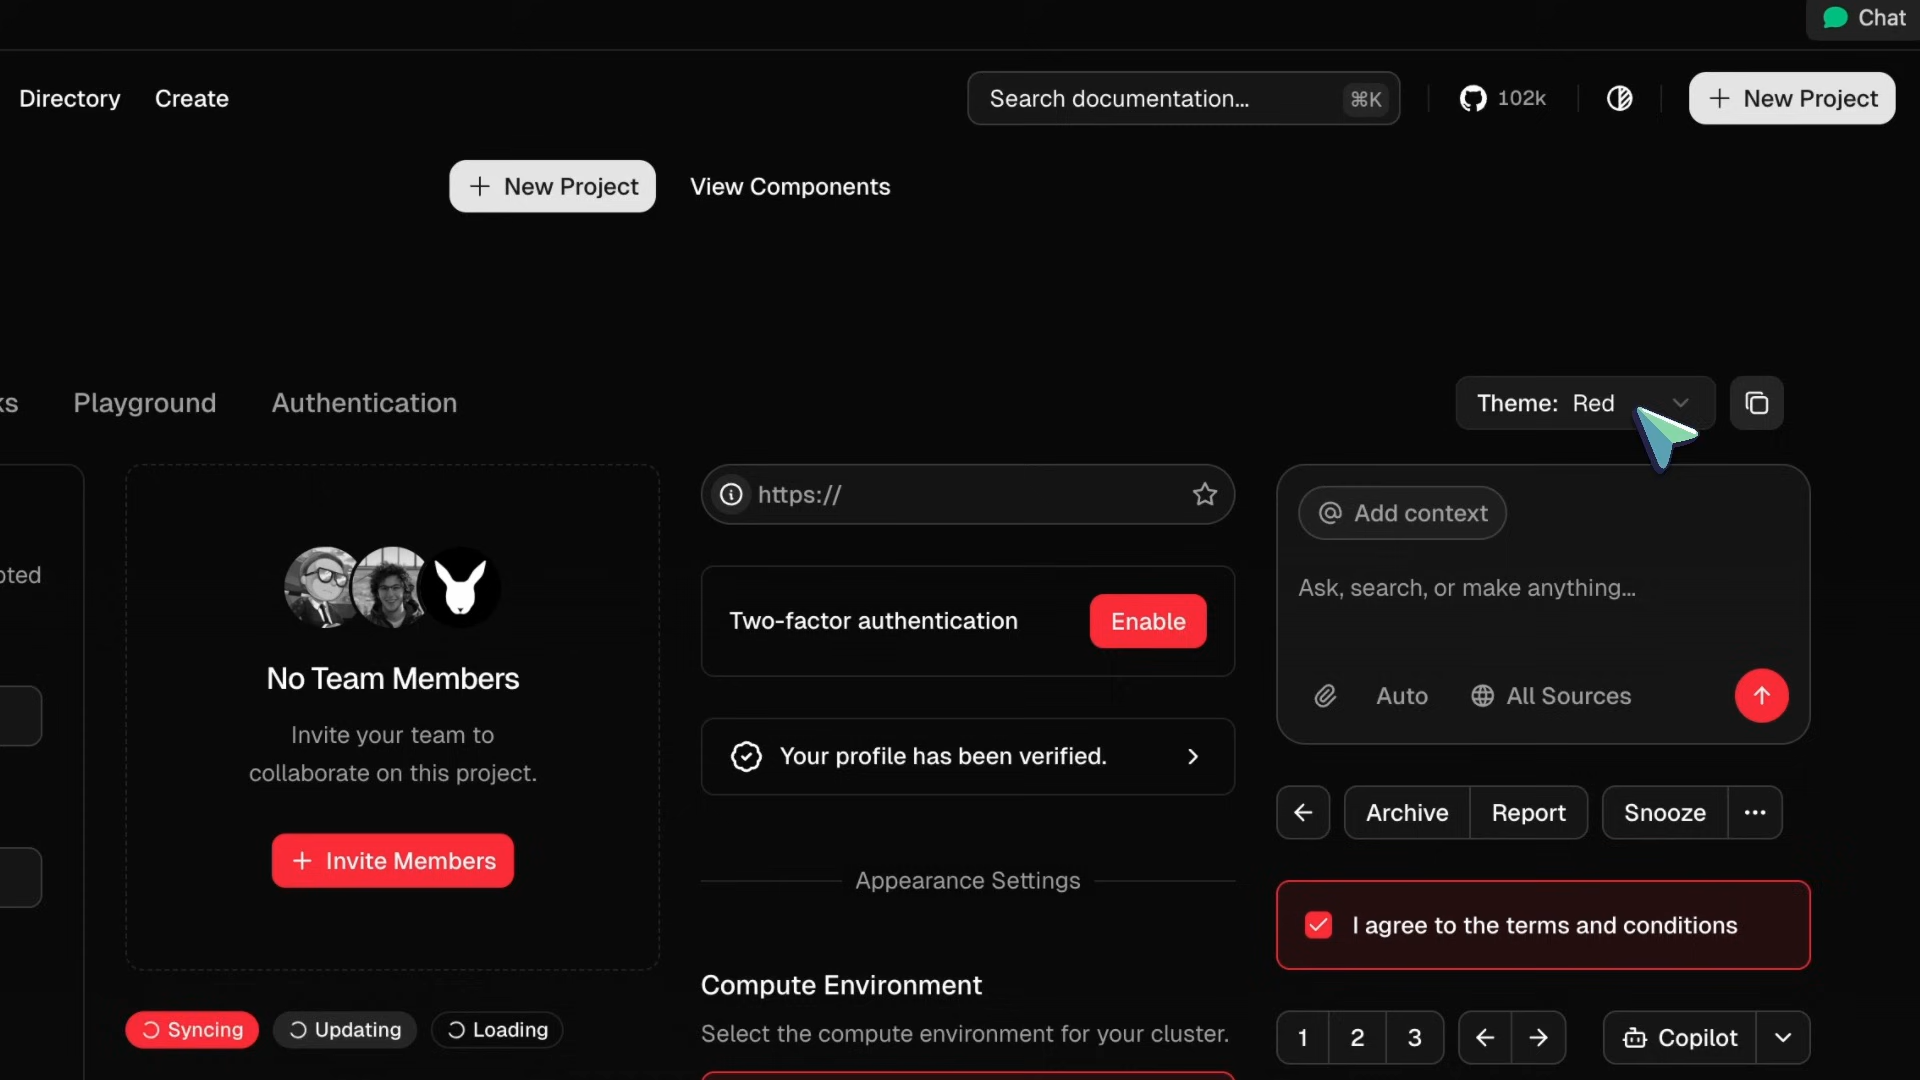 Chat
Directory
Create
Search documentation...
⌘K
102k
+ New Project
+ New Project
View Components
ks
Playground
Authentication
Theme: Red
https://
@ Add context
Ask, search, or make anything...
Auto
All Sources
pted
No Team Members
Invite your team to
collaborate on this project.
+ Invite Members
Two-factor authentication
Enable
Your profile has been verified.
Archive
Report
Snooze
Appearance Settings
I agree to the terms and conditions
Compute Environment
Select the compute environment for your cluster.
Syncing
Updating
Loading
1 2 3
Copilot